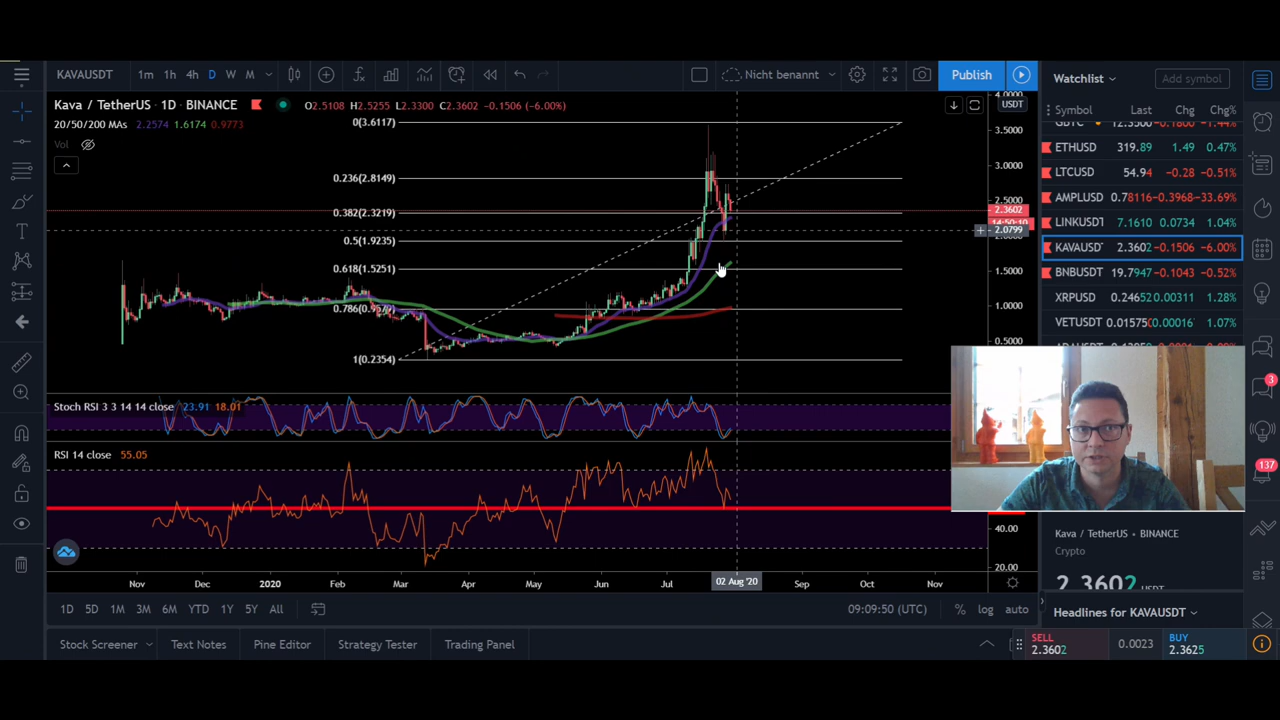 KAVAUSDT 1m 1h 4h D W M Nicht benannt Publish
Watchlist Add symbol
Kava / TetherUS · 1D · BINANCE O2.5108 H2.5255 L2.3300 C2.3602 -0.1506 (-6.00%)
20/50/200 MAs 2.2574 1.6174 0.9773
Vol
USDT
4.0000
3.5000
3.0000
2.5000
2.3602
14:50:10
2.0799
1.5000
1.0000
0.5000
0(3.6117)
0.236(2.8149)
0.382(2.3219)
0.5(1.9235)
0.618(1.5251)
0.786(0.9579)
1(0.2354)
Stoch RSI 3 3 14 14 close 23.91 18.01
RSI 14 close 55.05
40.00
20.00
Nov Dec 2020 Feb Mar Apr May Jun Jul 02 Aug '20 Sep Oct Nov
1D 5D 1M 3M 6M YTD 1Y 5Y All 09:09:50 (UTC) % log auto
Stock Screener Text Notes Pine Editor Strategy Tester Trading Panel
Symbol Last Chg Chg%
GBTC 12.3500 -0.1800 -1.44%
ETHUSD 319.89 1.49 0.47%
LTCUSD 54.94 -0.28 -0.51%
AMPLUSD 0.78116 -0.3968 -33.69%
LINKUSDT 7.1610 0.0734 1.04%
KAVAUSD 2.3602 -0.1506 -6.00%
BNBUSDT 19.7947 -0.1043 -0.52%
XRPUSD 0.24652 0.00311 1.28%
VETUSDT 0.01575 0.00016 1.07%
3
137
Kava / TetherUS • BINANCE
Crypto
2.3602 USDT
Headlines for KAVAUSDT
SELL
2.3602
0.0023
BUY
2.3625